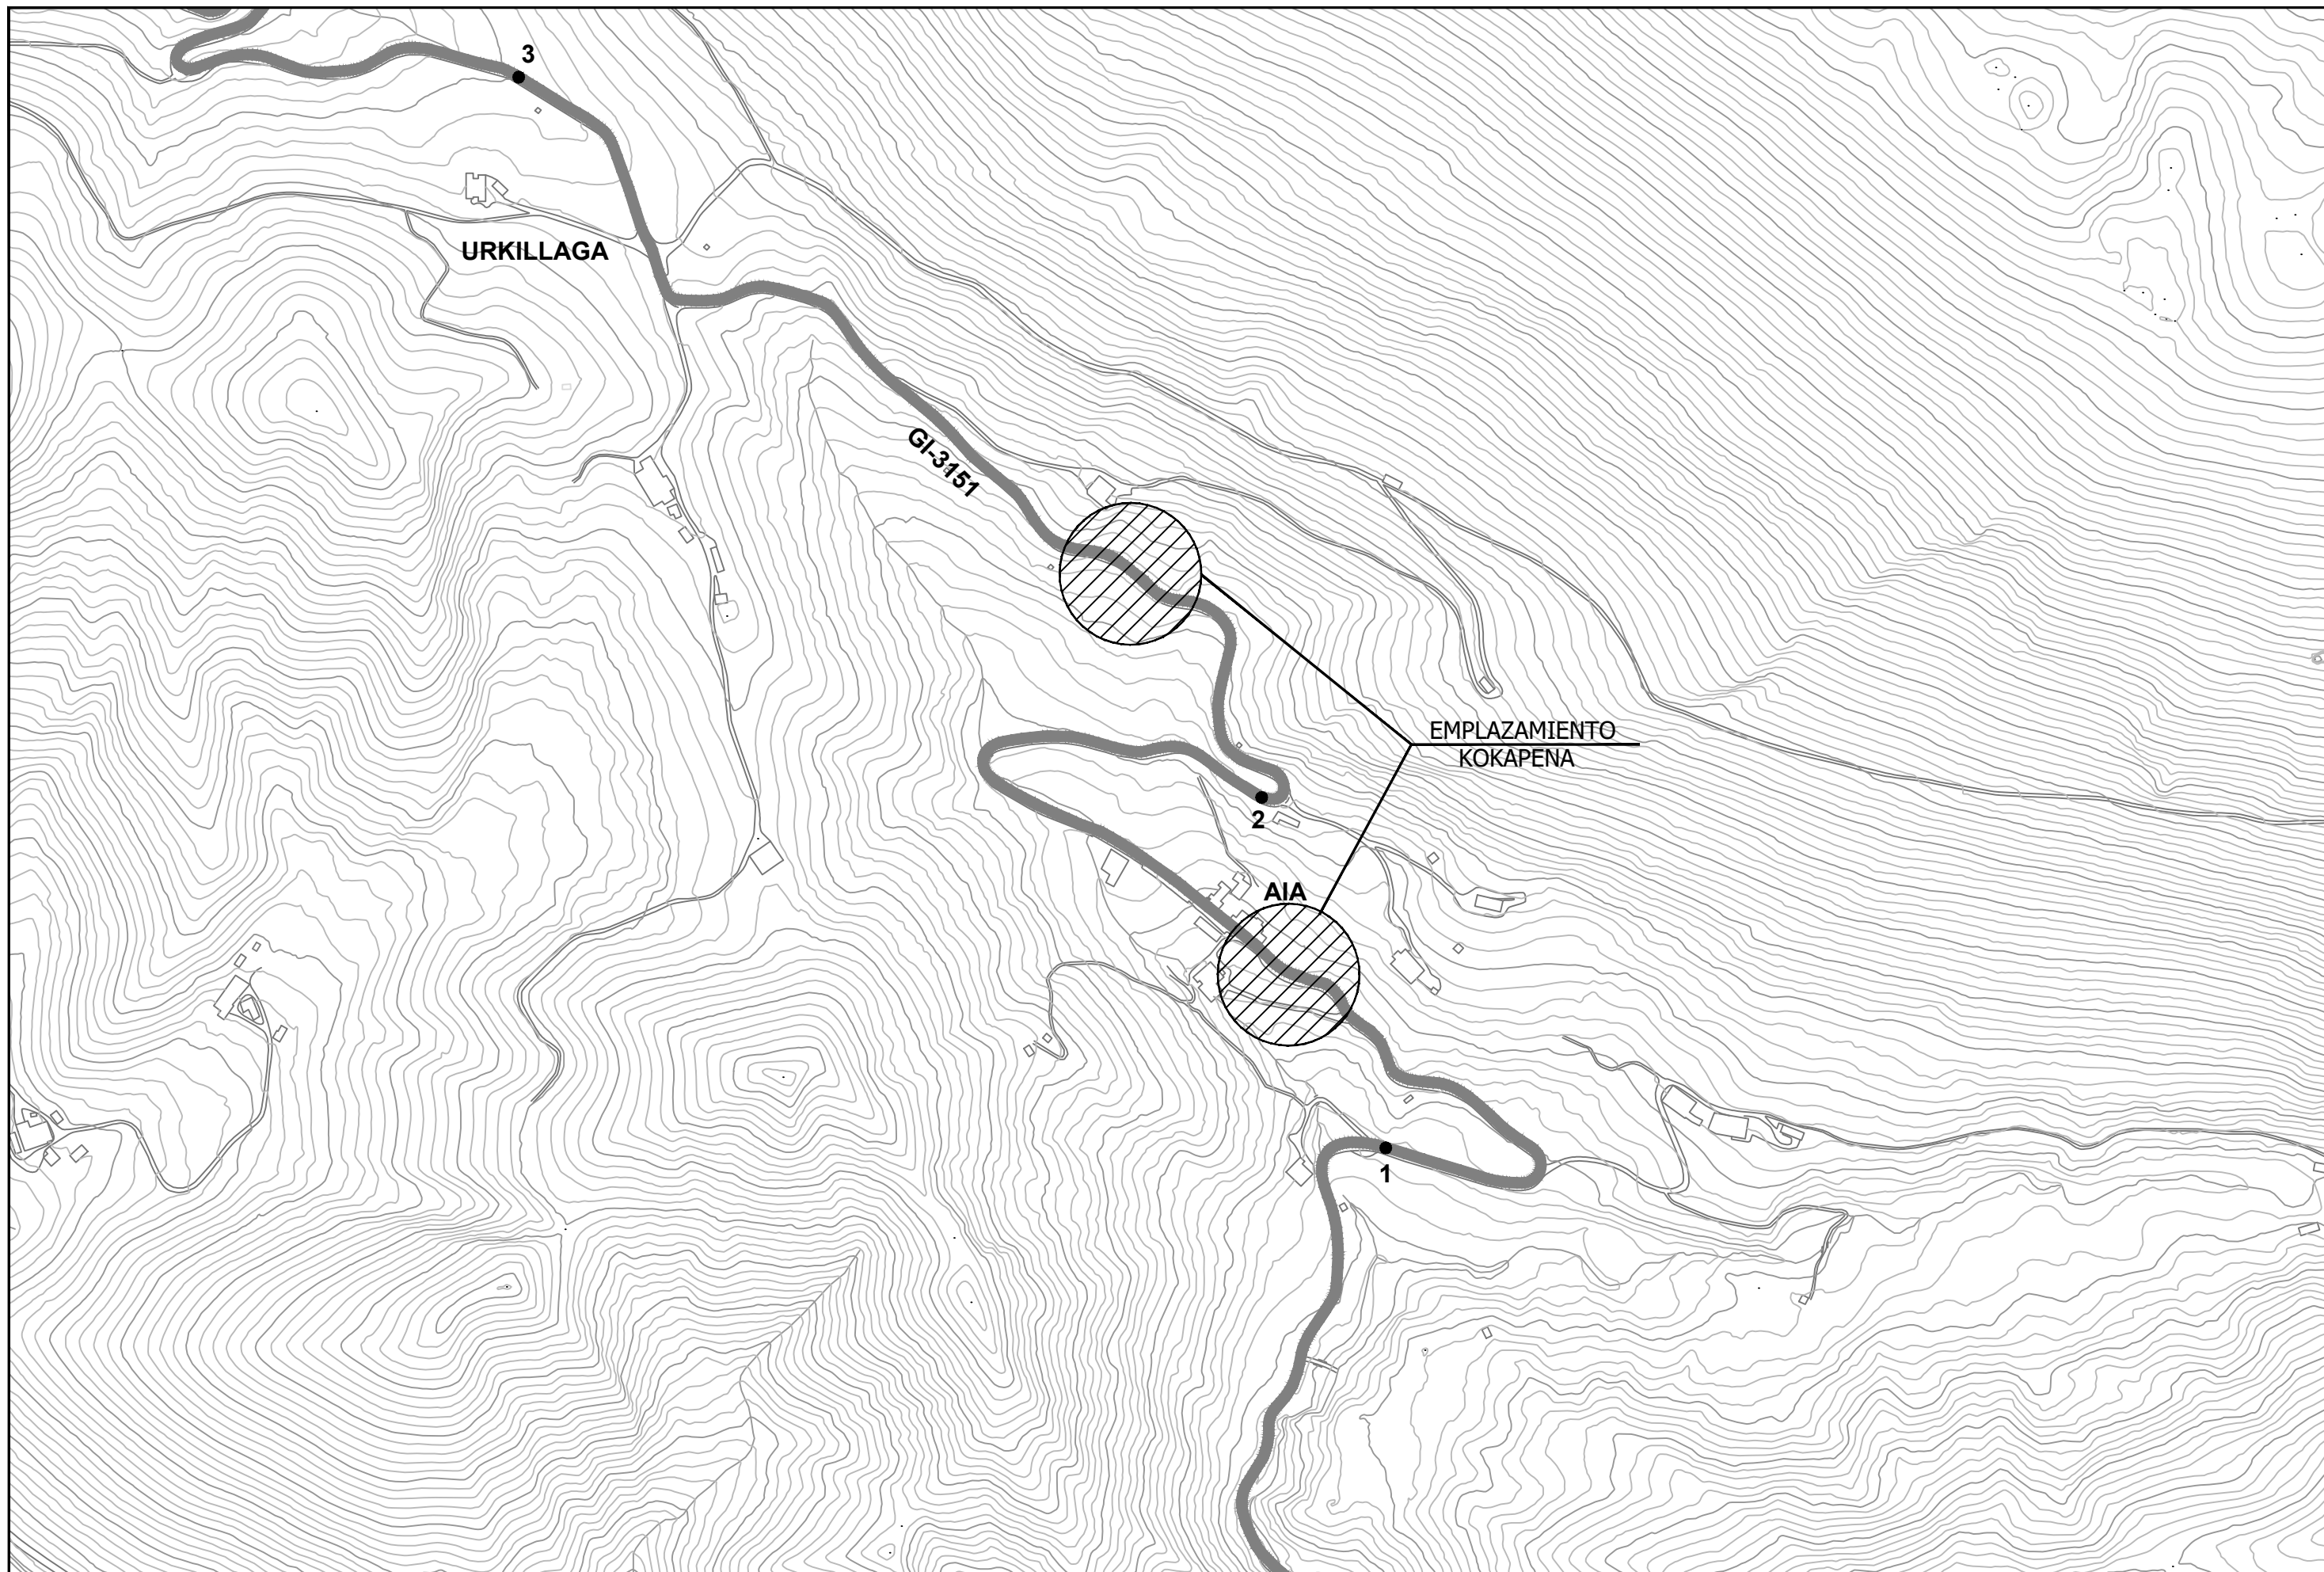 3
URKILLAGA
GI-3151
EMPLAZAMIENTO
KOKAPENA
2
AIA
1